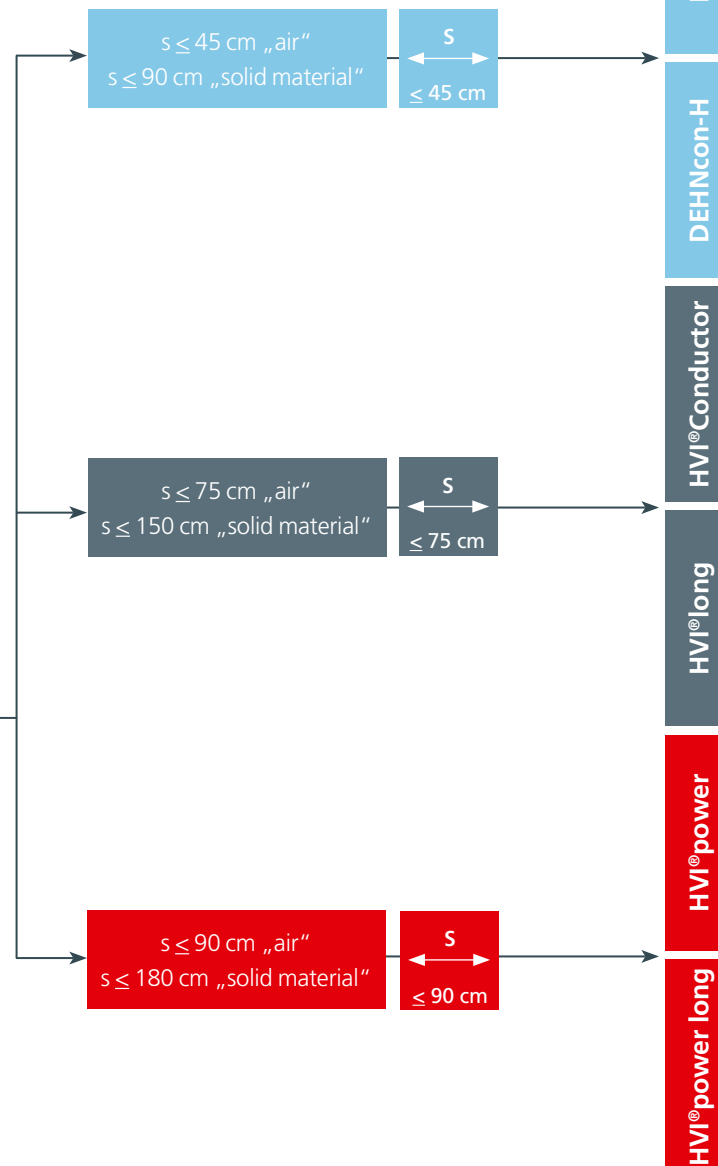 s ≤ 45 cm „air“
s ≤ 90 cm „solid material“
s
≤ 45 cm
DEHNcon-H
HVI®Conductor
s ≤ 75 cm „air“
s ≤ 150 cm „solid material“
s
≤ 75 cm
HVI®long
HVI®power
s ≤ 90 cm „air“
s ≤ 180 cm „solid material“
s
≤ 90 cm
HVI®power long